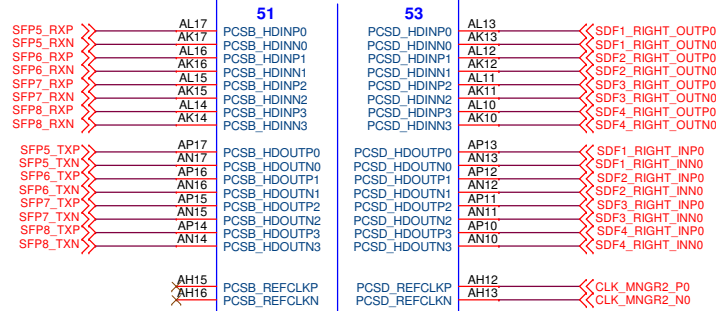 51 53
SFP5_RXP AL17 PCSB_HDINP0 PCSD_HDINP0 AL13 SDF1_RIGHT_OUTP0
SFP5_RXN AK17 PCSB_HDINN0 PCSD_HDINN0 AK13 SDF1_RIGHT_OUTN0
SFP6_RXP AL16 PCSB_HDINP1 PCSD_HDINP1 AL12 SDF2_RIGHT_OUTP0
SFP6_RXN AK16 PCSB_HDINN1 PCSD_HDINN1 AK12 SDF2_RIGHT_OUTN0
SFP7_RXP AL15 PCSB_HDINP2 PCSD_HDINP2 AL11 SDF3_RIGHT_OUTP0
SFP7_RXN AK15 PCSB_HDINN2 PCSD_HDINN2 AK11 SDF3_RIGHT_OUTN0
SFP8_RXP AL14 PCSB_HDINP3 PCSD_HDINP3 AL10 SDF4_RIGHT_OUTP0
SFP8_RXN AK14 PCSB_HDINN3 PCSD_HDINN3 AK10 SDF4_RIGHT_OUTN0
SFP5_TXP AP17 PCSB_HDOUTP0 PCSD_HDOUTP0 AP13 SDF1_RIGHT_INP0
SFP5_TXN AN17 PCSB_HDOUTN0 PCSD_HDOUTN0 AN13 SDF1_RIGHT_INN0
SFP6_TXP AP16 PCSB_HDOUTP1 PCSD_HDOUTP1 AP12 SDF2_RIGHT_INP0
SFP6_TXN AN16 PCSB_HDOUTN1 PCSD_HDOUTN1 AN12 SDF2_RIGHT_INN0
SFP7_TXP AP15 PCSB_HDOUTP2 PCSD_HDOUTP2 AP11 SDF3_RIGHT_INP0
SFP7_TXN AN15 PCSB_HDOUTN2 PCSD_HDOUTN2 AN11 SDF3_RIGHT_INN0
SFP8_TXP AP14 PCSB_HDOUTP3 PCSD_HDOUTP3 AP10 SDF4_RIGHT_INP0
SFP8_TXN AN14 PCSB_HDOUTN3 PCSD_HDOUTN3 AN10 SDF4_RIGHT_INN0
AH15 PCSB_REFCLKP PCSD_REFCLKP AH12 CLK_MNGR2_P0
AH16 PCSB_REFCLKN PCSD_REFCLKN AH13 CLK_MNGR2_N0